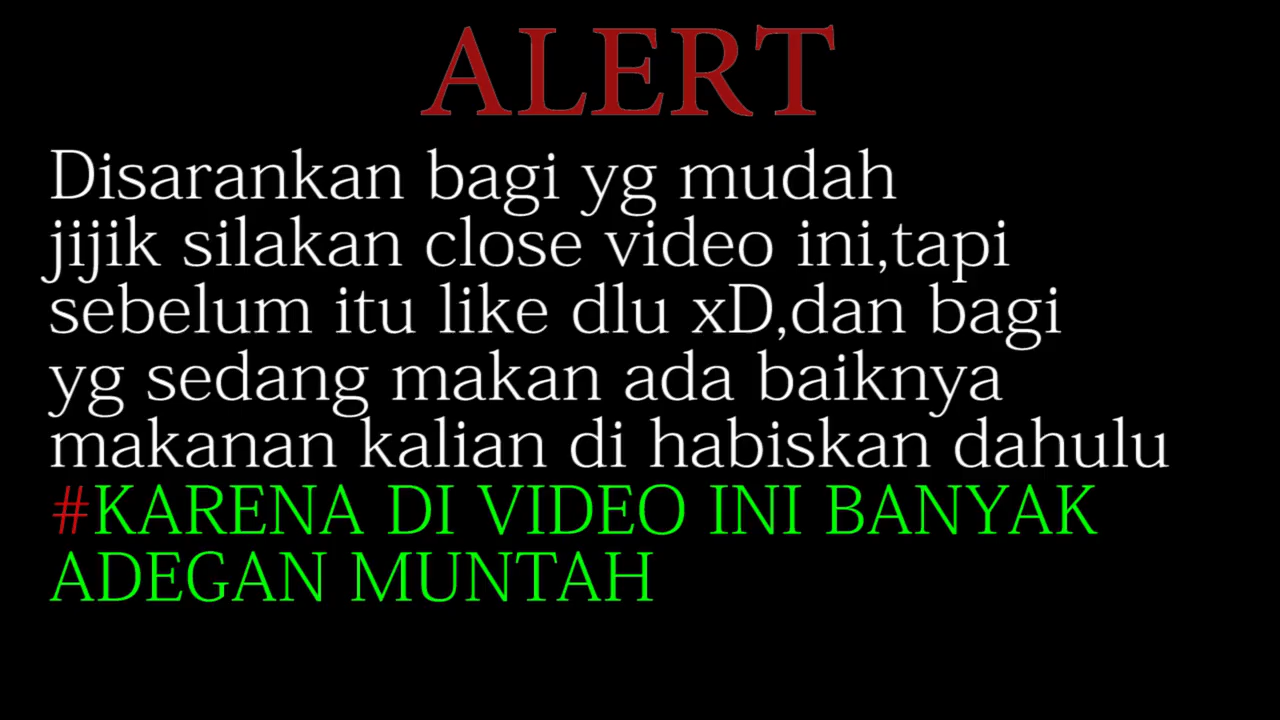 ALERT
Disarankan bagi yg mudah
jijik silakan close video ini,tapi
sebelum itu like dlu xD,dan bagi
yg sedang makan ada baiknya
makanan kalian di habiskan dahulu
#KARENA DI VIDEO INI BANYAK
ADEGAN MUNTAH